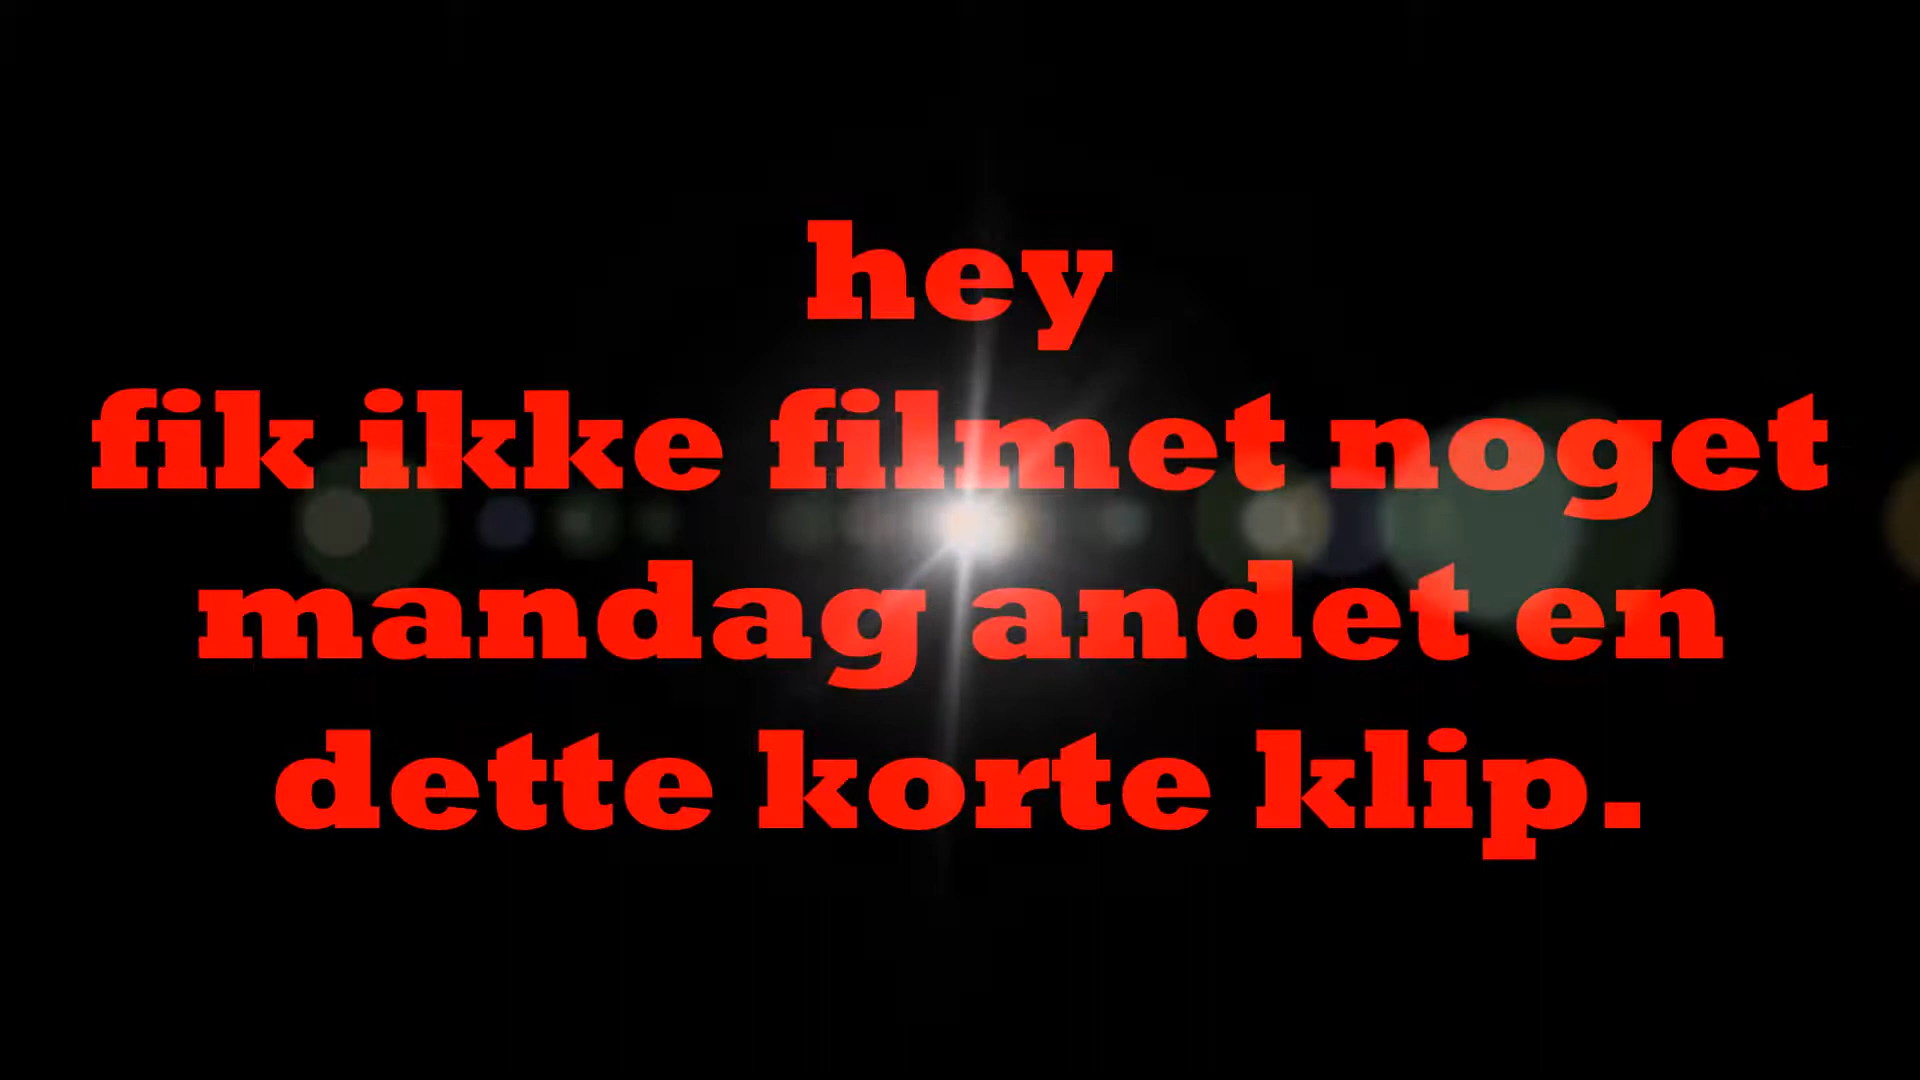 hey
fik ikke filmet noget
mandag andet en
dette korte klip.